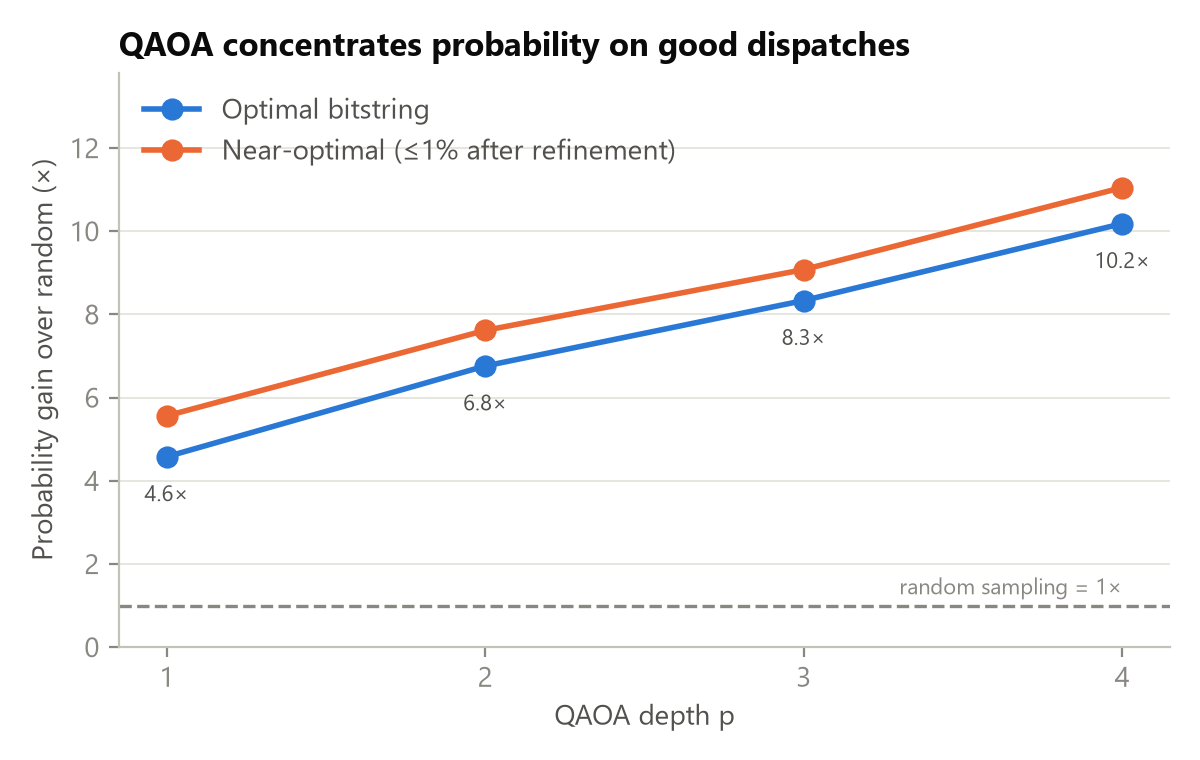 QAOA concentrates probability on good dispatches
Optimal bitstring
Near-optimal (≤1% after refinement)
Probability gain over random (×)
12
10
8
6
4
2
0
4.6×
6.8×
8.3×
10.2×
random sampling = 1×
1
2
3
4
QAOA depth p